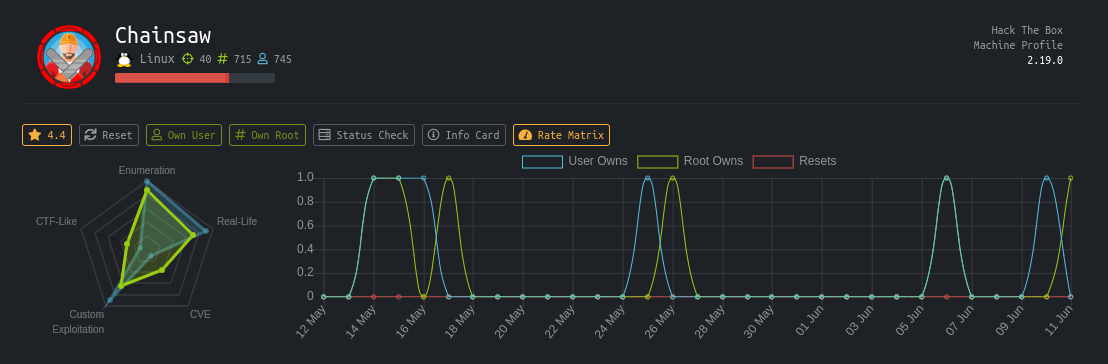 Chainsaw
Linux 40 # 715 745
Hack The Box
Machine Profile
2.19.0
4.4 Reset Own User # Own Root Status Check Info Card Rate Matrix
User Owns Root Owns Resets
Enumeration
Real-Life
CVE
Custom
Exploitation
CTF-Like
1.0
0.8
0.6
0.4
0.2
0
12 May 14 May 16 May 18 May 20 May 22 May 24 May 26 May 28 May 30 May 01 Jun 03 Jun 05 Jun 07 Jun 09 Jun 11 Jun